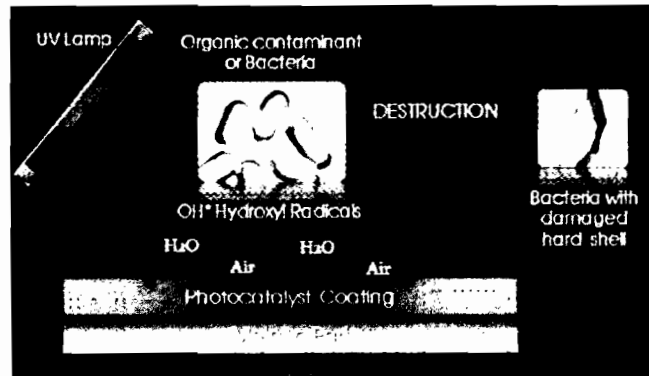 UV Lamp
Organic contaminant
or Bacteria
DESTRUCTION
OH* Hydroxyl Radicals
Bacteria with
damaged
hard shell
H₂O H₂O
Air Air
Photocatalyst Coating